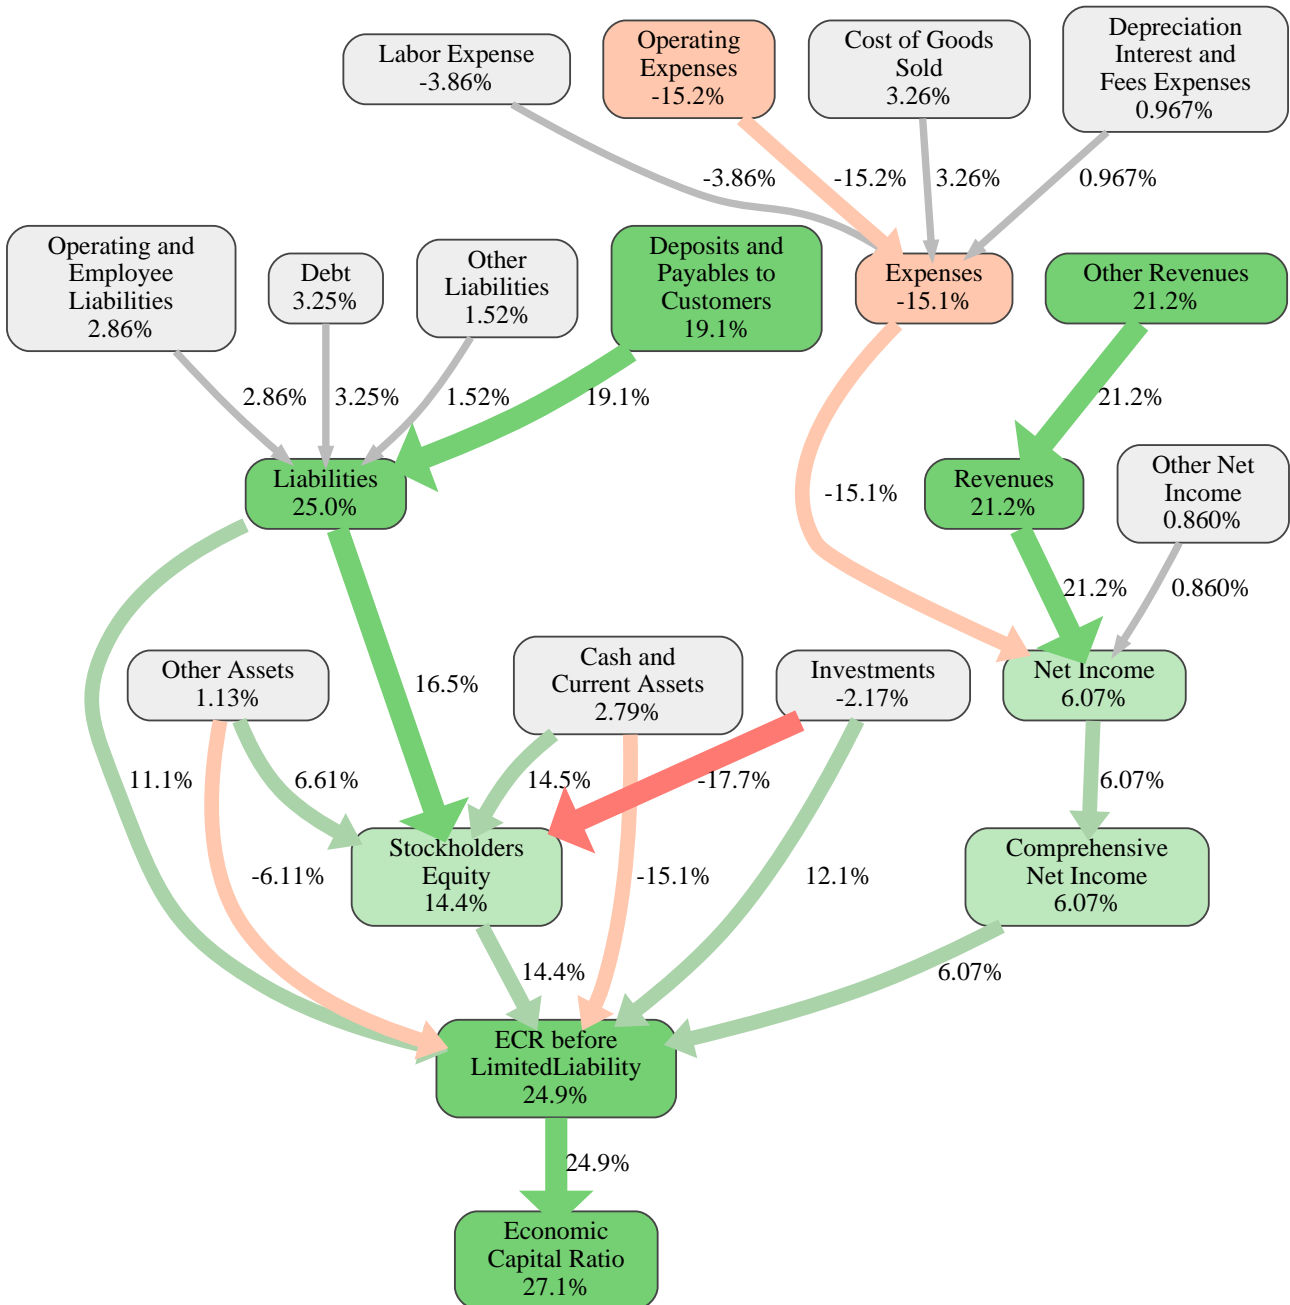 Labor Expense
-3.86%
Operating
Expenses
-15.2%
Cost of Goods
Sold
3.26%
Depreciation
Interest and
Fees Expenses
0.967%
-3.86%
-15.2%
3.26%
0.967%
Operating and
Employee
Liabilities
2.86%
Debt
3.25%
Other
Liabilities
1.52%
Deposits and
Payables to
Customers
19.1%
Expenses
-15.1%
Other Revenues
21.2%
2.86%
3.25%
1.52%
19.1%
21.2%
Liabilities
25.0%
-15.1%
Revenues
21.2%
Other Net
Income
0.860%
21.2%
0.860%
Other Assets
1.13%
16.5%
Cash and
Current Assets
2.79%
Investments
-2.17%
Net Income
6.07%
11.1%
6.61%
14.5%
-17.7%
6.07%
Stockholders
Equity
14.4%
-6.11%
-15.1%
12.1%
Comprehensive
Net Income
6.07%
14.4%
6.07%
ECR before
LimitedLiability
24.9%
24.9%
Economic
Capital Ratio
27.1%